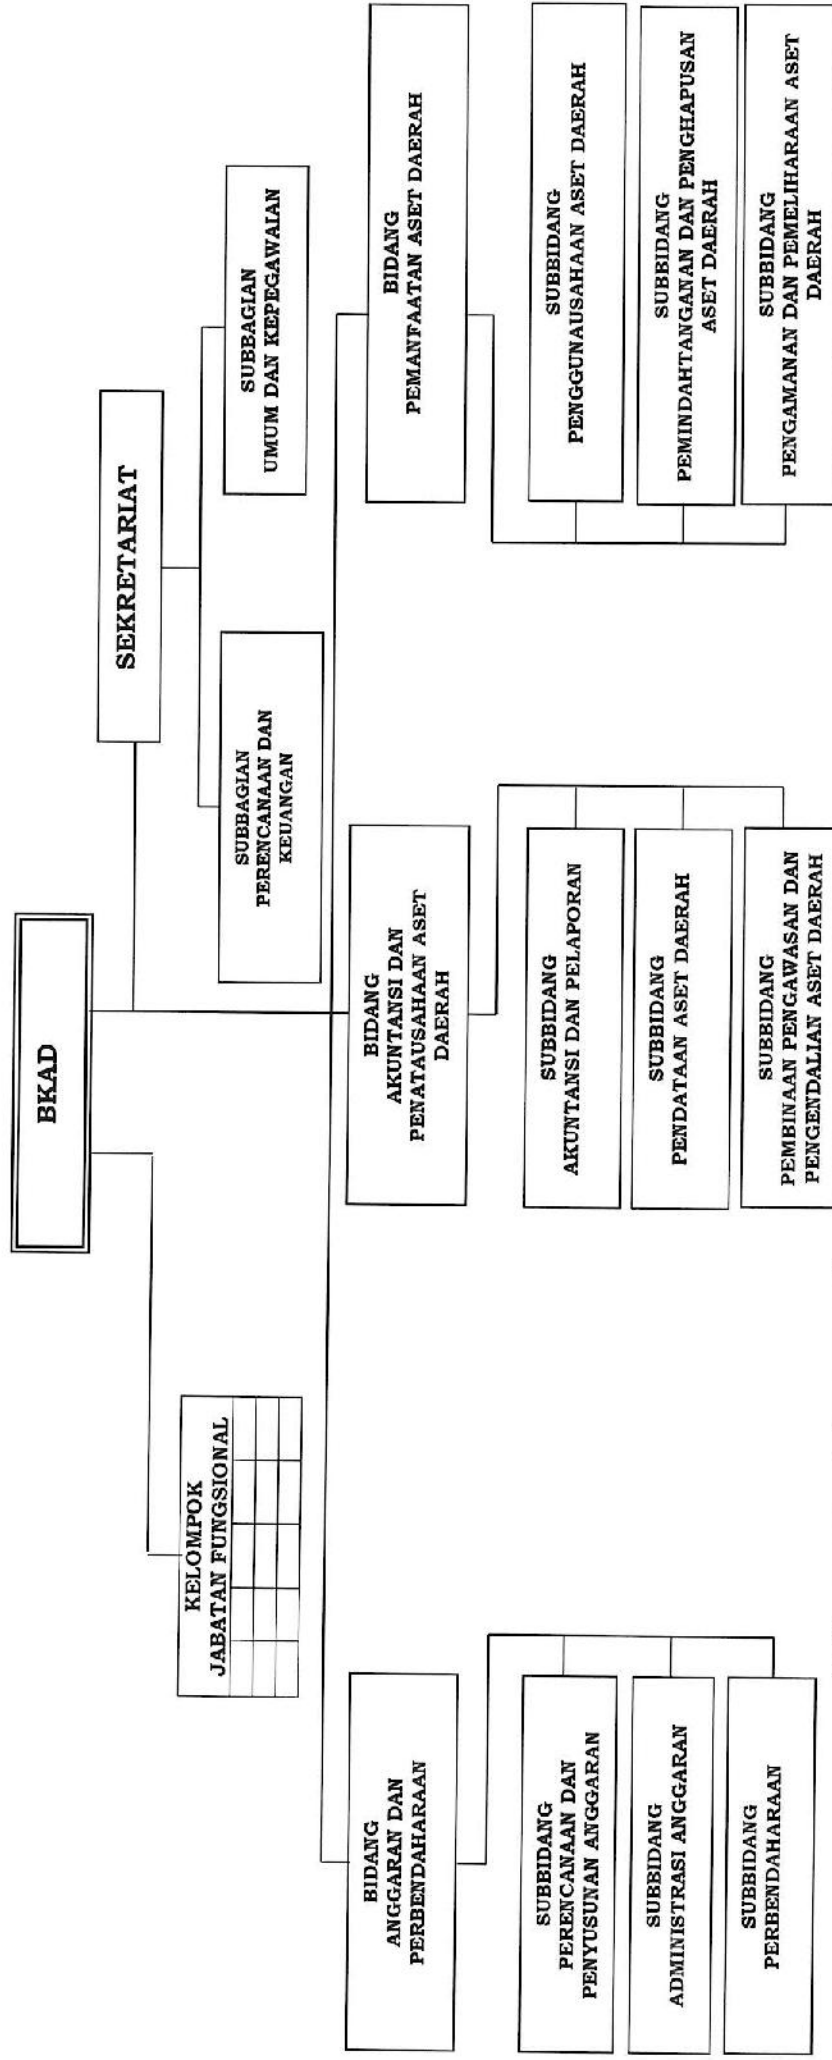 BKAD
SEKRETARIAT
KELOMPOK
JABATAN FUNGSIONAL
SUBBAGIAN
PERENCANAAN DAN
KEUANGAN
SUBBAGIAN
UMUM DAN KEPEGAWAIAN
BIDANG
ANGGARAN DAN
PERBENDAHARAAN
SUBBIDANG
PERENCANAAN DAN
PENYUSUNAN ANGGARAN
SUBBIDANG
ADMINISTRASI ANGGARAN
SUBBIDANG
PERBENDAHARAAN
BIDANG
AKUNTANSI DAN
PENATAUSAHAAN ASET
DAERAH
SUBBIDANG
AKUNTANSI DAN PELAPORAN
SUBBIDANG
PENDATAAN ASET DAERAH
SUBBIDANG
PEMBINAAN PENGAWASAN DAN
PENGENDALIAN ASET DAERAH
BIDANG
PEMANFAATAN ASET DAERAH
SUBBIDANG
PENGGUNAUSAHAAN ASET DAERAH
SUBBIDANG
PEMINDAHTANGANAN DAN PENGHAPUSAN
ASET DAERAH
SUBBIDANG
PENGAMANAN DAN PEMELIHARAAN ASET
DAERAH